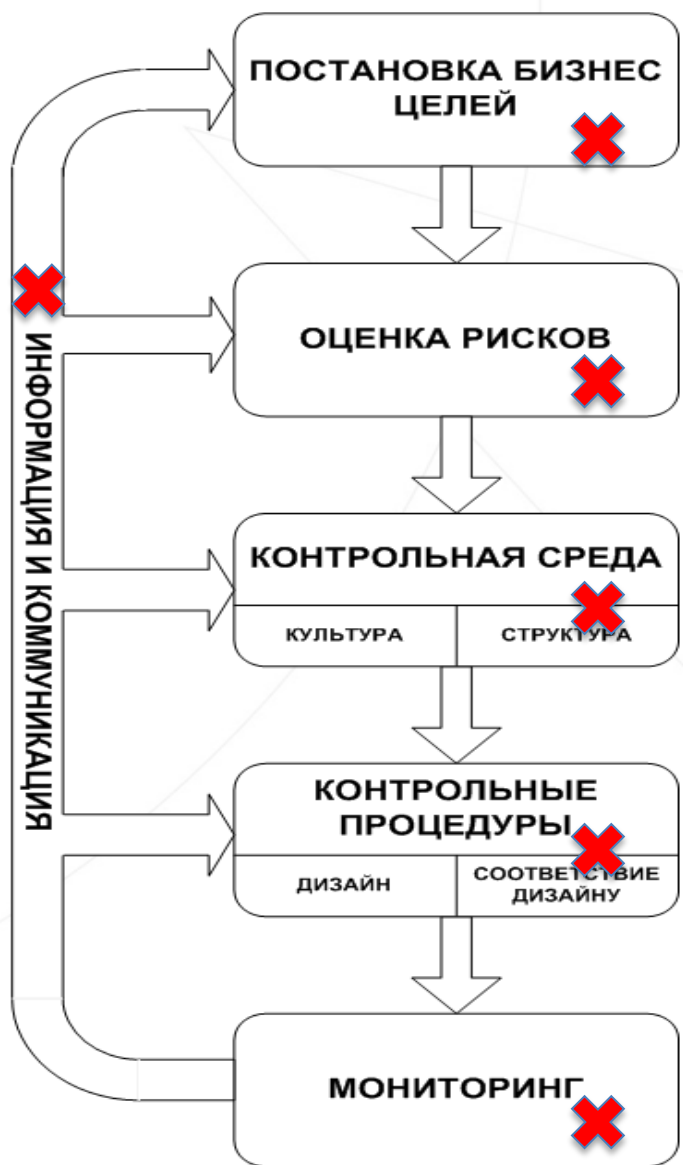 ПОСТАНОВКА БИЗНЕС
ЦЕЛЕЙ
ОЦЕНКА РИСКОВ
ИНФОРМАЦИЯ И КОММУНИКАЦИЯ
КОНТРОЛЬНАЯ СРЕДА
КУЛЬТУРА
СТРУКТУРА
КОНТРОЛЬНЫЕ
ПРОЦЕДУРЫ
ДИЗАЙН
СООТВЕТСТВИЕ
ДИЗАЙНУ
МОНИТОРИНГ